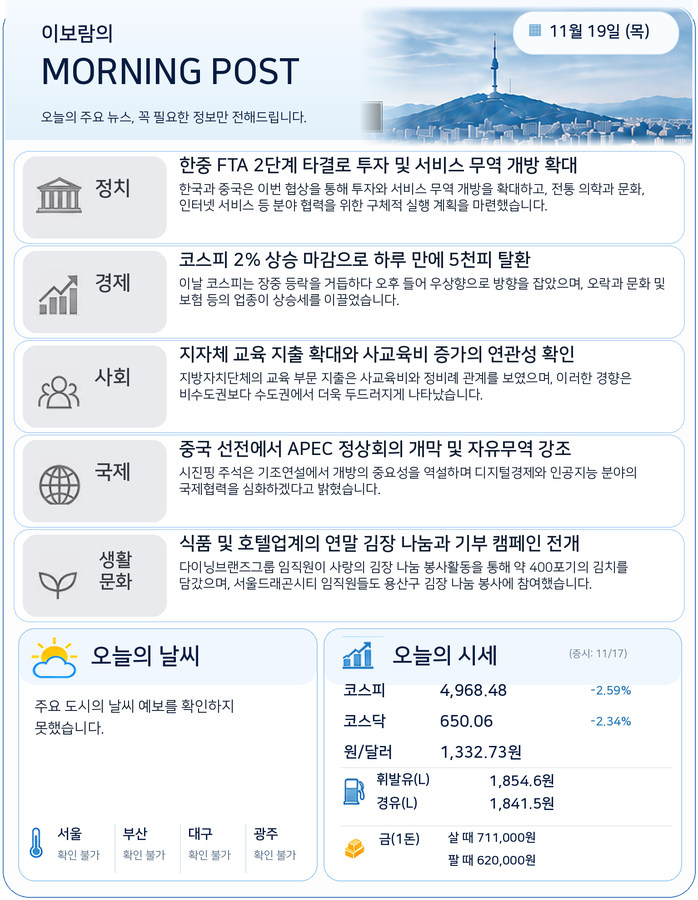 이보람의
MORNING POST
오늘의 주요 뉴스, 꼭 필요한 정보만 전해드립니다.
11월 19일 (목)
정치
한중 FTA 2단계 타결로 투자 및 서비스 무역 개방 확대
한국과 중국은 이번 협상을 통해 투자와 서비스 무역 개방을 확대하고, 전통 의학과 문화,
인터넷 서비스 등 분야 협력을 위한 구체적 실행 계획을 마련했습니다.
경제
코스피 2% 상승 마감으로 하루 만에 5천피 탈환
이날 코스피는 장중 등락을 거듭하다 오후 들어 우상향으로 방향을 잡았으며, 오락과 문화 및
보험 등의 업종이 상승세를 이끌었습니다.
사회
지자체 교육 지출 확대와 사교육비 증가의 연관성 확인
지방자치단체의 교육 부문 지출은 사교육비와 정비례 관계를 보였으며, 이러한 경향은
비수도권보다 수도권에서 더욱 두드러지게 나타났습니다.
국제
중국 선전에서 APEC 정상회의 개막 및 자유무역 강조
시진핑 주석은 기조연설에서 개방의 중요성을 역설하며 디지털경제와 인공지능 분야의
국제협력을 심화하겠다고 밝혔습니다.
생활
문화
식품 및 호텔업계의 연말 김장 나눔과 기부 캠페인 전개
다이닝브랜즈그룹 임직원이 사랑의 김장 나눔 봉사활동을 통해 약 400포기의 김치를
담갔으며, 서울드래곤시티 임직원들도 용산구 김장 나눔 봉사에 참여했습니다.
오늘의 날씨
주요 도시의 날씨 예보를 확인하지
못했습니다.
서울 부산 대구 광주
확인 불가 확인 불가 확인 불가 확인 불가
오늘의 시세 (증시: 11/17)
코스피 4,968.48 -2.59%
코스닥 650.06 -2.34%
원/달러 1,332.73원
휘발유(L) 1,854.6원
경유(L) 1,841.5원
금(1돈) 살 때 711,000원
팔 때 620,000원